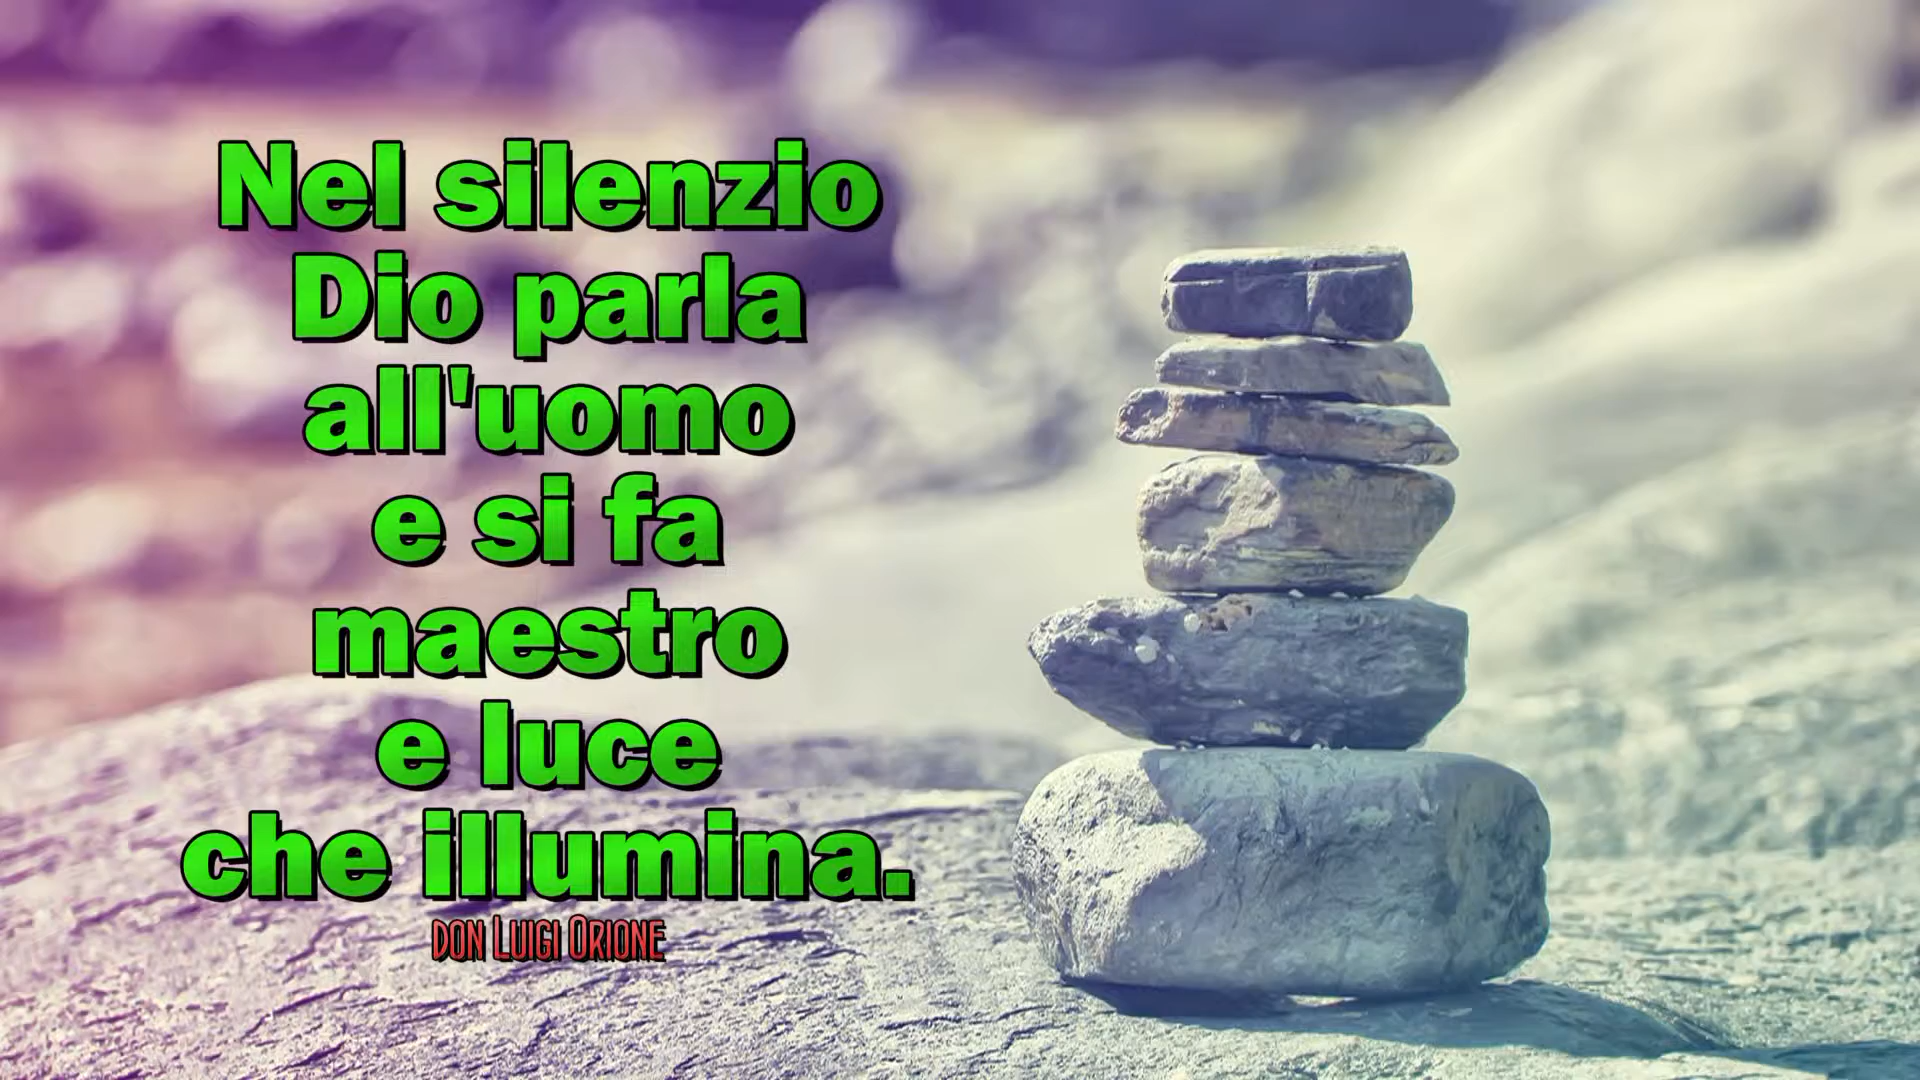 Nel silenzio
Dio parla
all'uomo
e si fa
maestro
e luce
che illumina.
DON LUIGI ORIONE